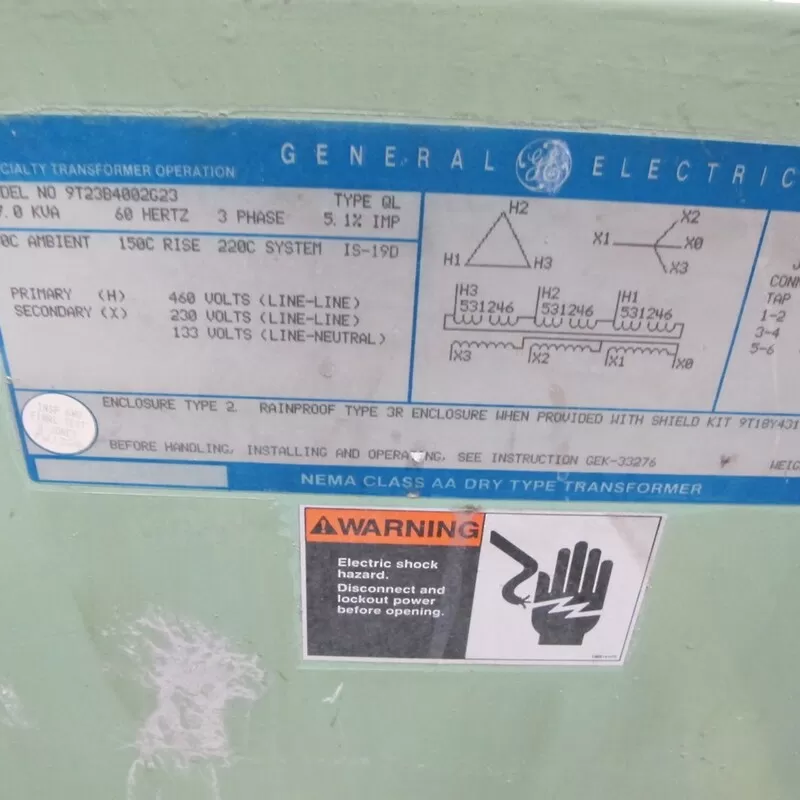 GENERAL GE ELECTRIC
CIALTY TRANSFORMER OPERATION
DEL NO 9T23B4002G23 TYPE QL
7.0 KVA 60 HERTZ 3 PHASE 5.1% IMP
0C AMBIENT 150C RISE 220C SYSTEM IS-19D
PRIMARY (H) 460 VOLTS (LINE-LINE)
SECONDARY (X) 230 VOLTS (LINE-LINE)
133 VOLTS (LINE-NEUTRAL)
H2
H1 H3
X2
X1 X0
X3
H3 H2 H1
531246 531246 531246
X3 X2 X1 X0
CONN
TAP
1-2
3-4
5-6
ENCLOSURE TYPE 2 RAINPROOF TYPE 3R ENCLOSURE WHEN PROVIDED WITH SHIELD KIT 9T18Y431
BEFORE HANDLING, INSTALLING AND OPERATING, SEE INSTRUCTION GEK-33276 WEIG
NEMA CLASS AA DRY TYPE TRANSFORMER
WARNING
Electric shock
hazard.
Disconnect and
lockout power
before opening.